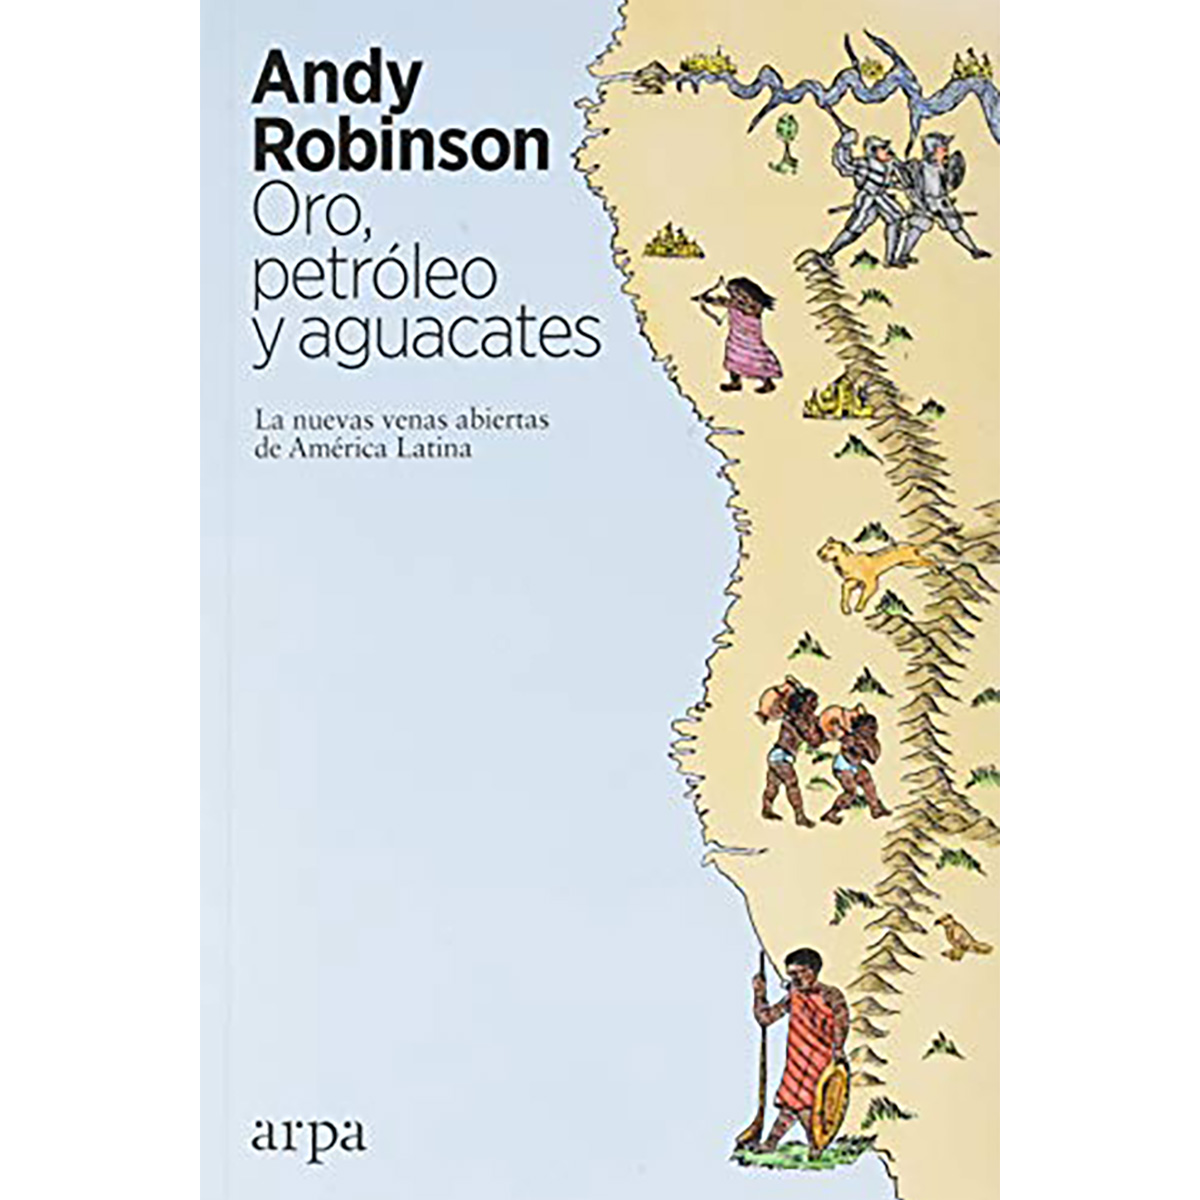 Andy
Robinson
Oro,
petróleo
y aguacates
La nuevas venas abiertas
de América Latina
arpa